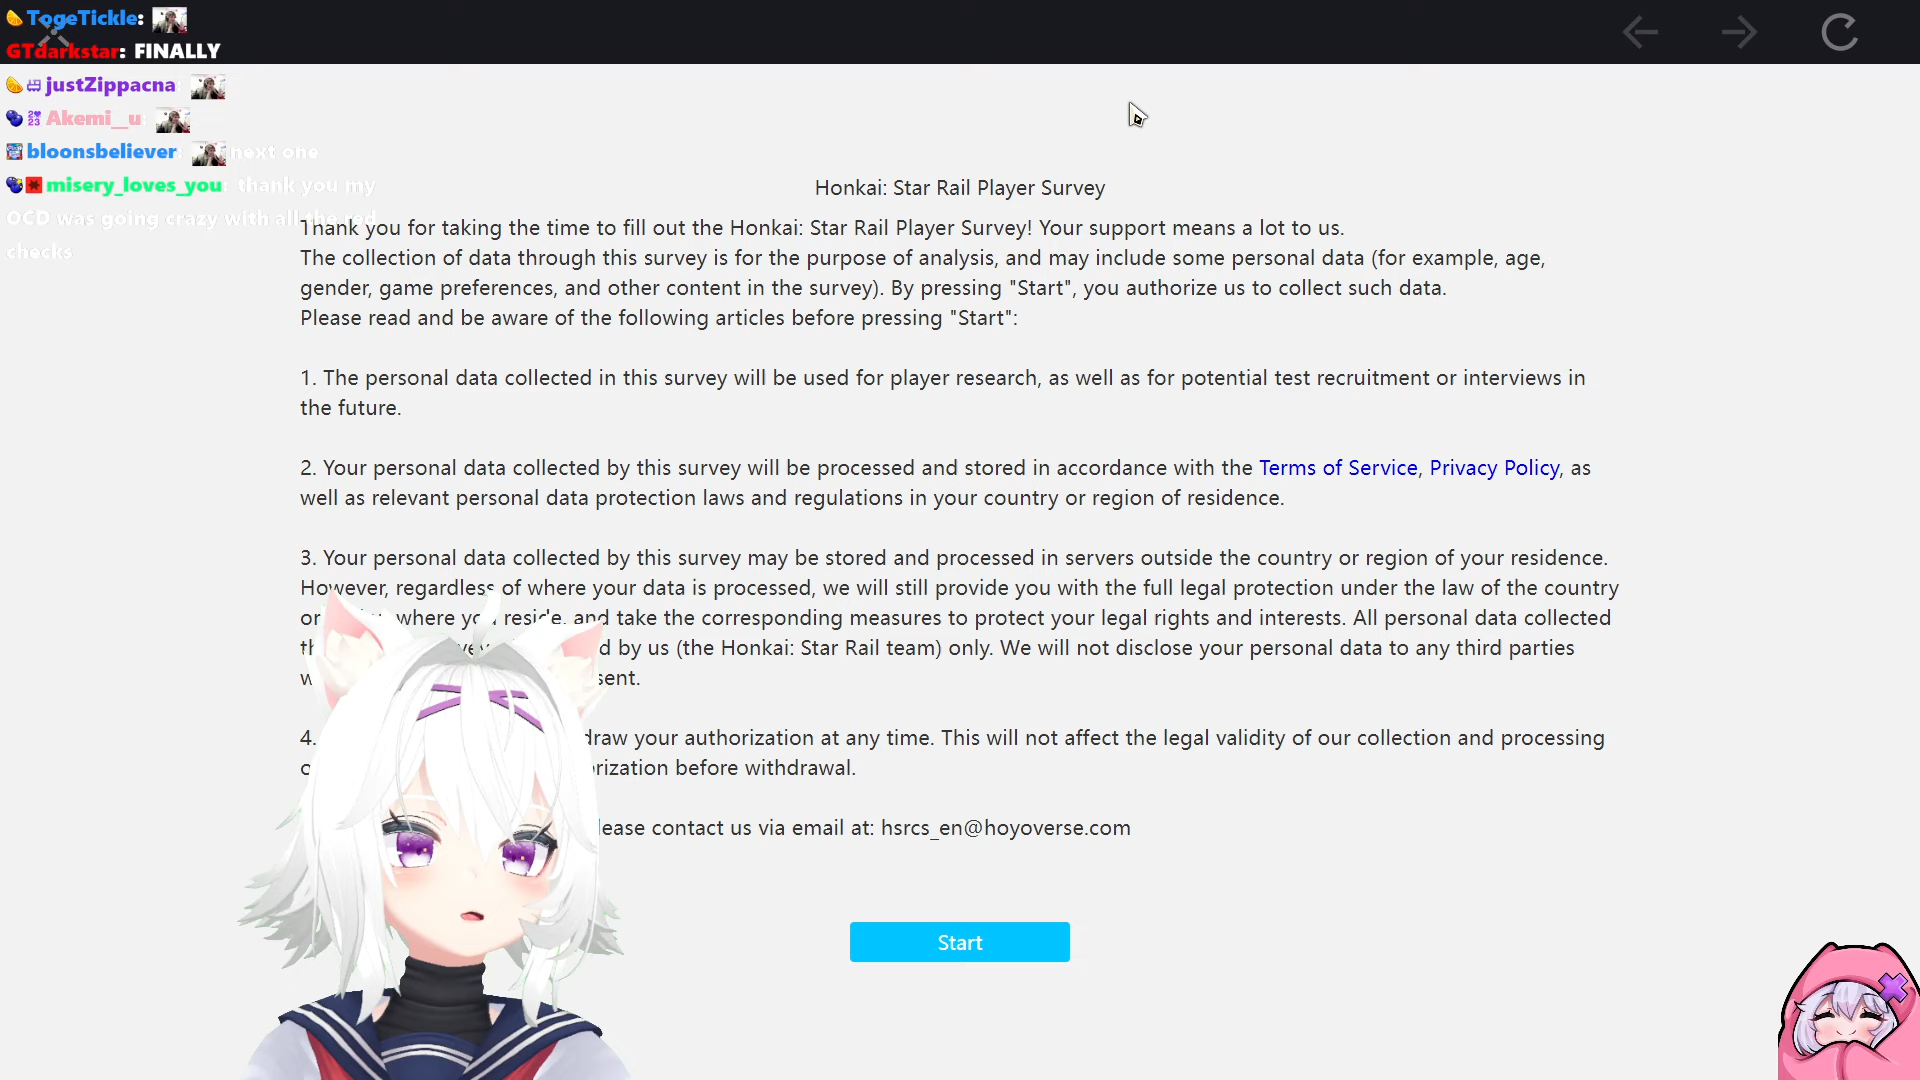 TogeTickle:
GTdarkstar: FINALLY
justZippacna
Akemi__u:
bloonsbeliever: next one
misery_loves_you: thank you my
OCD was going crazy with all the red
checks
Honkai: Star Rail Player Survey
Thank you for taking the time to fill out the Honkai: Star Rail Player Survey! Your support means a lot to us.
The collection of data through this survey is for the purpose of analysis, and may include some personal data (for example, age,
gender, game preferences, and other content in the survey). By pressing "Start", you authorize us to collect such data.
Please read and be aware of the following articles before pressing "Start":
1. The personal data collected in this survey will be used for player research, as well as for potential test recruitment or interviews in
the future.
2. Your personal data collected by this survey will be processed and stored in accordance with the Terms of Service, Privacy Policy, as
well as relevant personal data protection laws and regulations in your country or region of residence.
3. Your personal data collected by this survey may be stored and processed in servers outside the country or region of your residence.
However, regardless of where your data is processed, we will still provide you with the full legal protection under the law of the country
or where you reside, and take the corresponding measures to protect your legal rights and interests. All personal data collected
by us (the Honkai: Star Rail team) only. We will not disclose your personal data to any third parties
4. your authorization at any time. This will not affect the legal validity of our collection and processing
before withdrawal.
contact us via email at: hsrcs_en@hoyoverse.com
Start